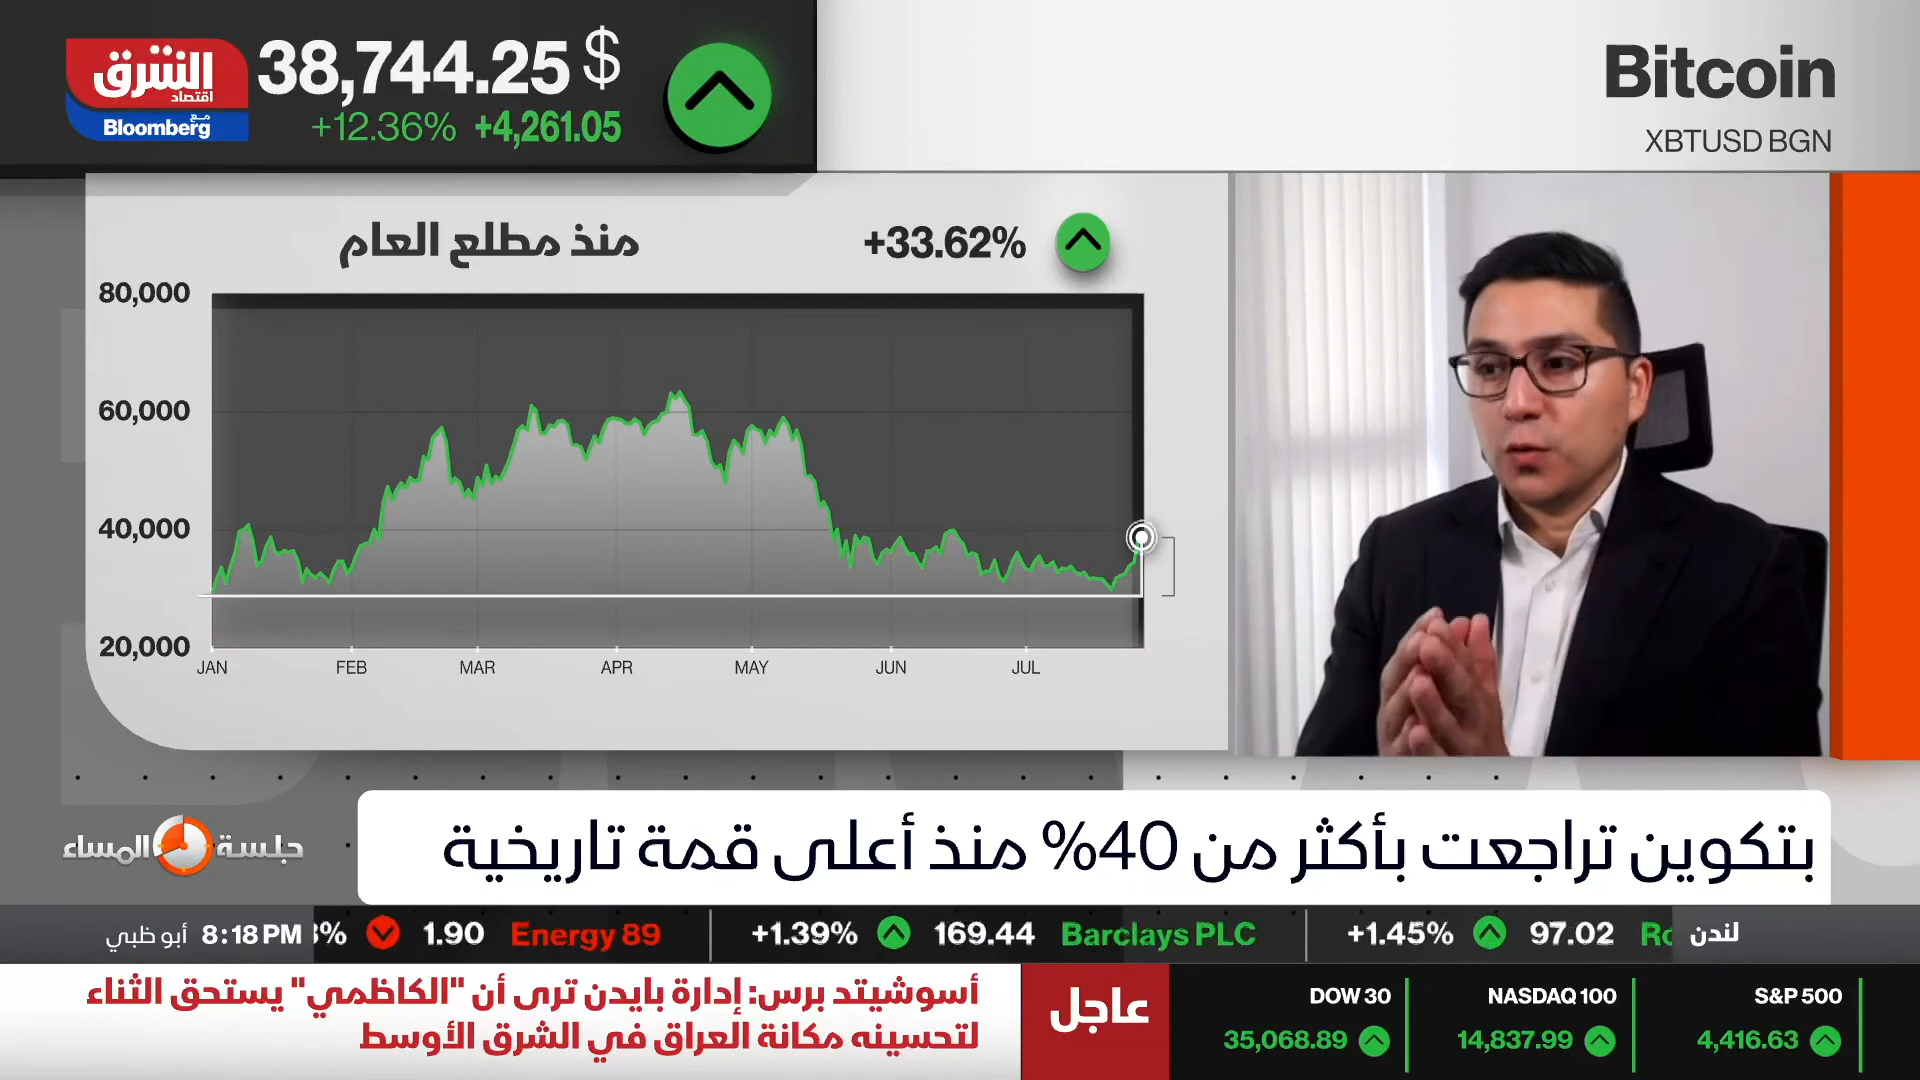 الشرق
اقتصاد
مع
Bloomberg
38,744.25 $
+12.36% +4,261.05
Bitcoin
XBTUSD BGN
منذ مطلع العام
+33.62%
80,000
60,000
40,000
20,000
JAN FEB MAR APR MAY JUN JUL
جلسة المساء
بتكوين تراجعت بأكثر من 40% منذ أعلى قمة تاريخية
أبو ظبي 8:18 PM
1.90 Energy 89
+1.39% 169.44 Barclays PLC
+1.45% 97.02
لندن
أسوشيتد برس: إدارة بايدن ترى أن "الكاظمي" يستحق الثناء
لتحسينه مكانة العراق في الشرق الأوسط
عاجل
DOW 30
35,068.89
NASDAQ 100
14,837.99
S&P 500
4,416.63